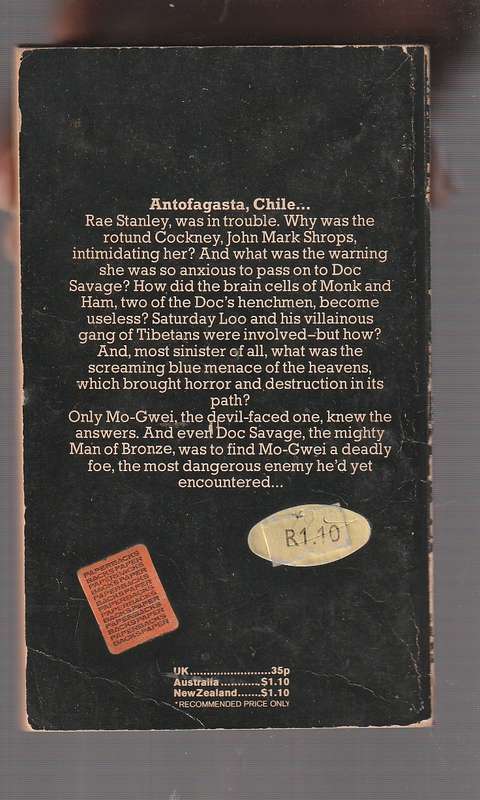 Antofagasta, Chile...
Rae Stanley, was in trouble. Why was the
rotund Cockney, John Mark Shrops,
intimidating her? And what was the warning
she was so anxious to pass on to Doc
Savage? How did the brain cells of Monk and
Ham, two of the Doc's henchmen, become
useless? Saturday Loo and his villainous
gang of Tibetans were involved–but how?
And, most sinister of all, what was the
screaming blue menace of the heavens,
which brought horror and destruction in its
path?
Only Mo-Gwei, the devil-faced one, knew the
answers. And even Doc Savage, the mighty
Man of Bronze, was to find Mo-Gwei a deadly
foe, the most dangerous enemy he'd yet
encountered...
R1.10
PAPERBACKS
UK.........................35p
Australia............$1.10
NewZealand.......$1.10
*RECOMMENDED PRICE ONLY